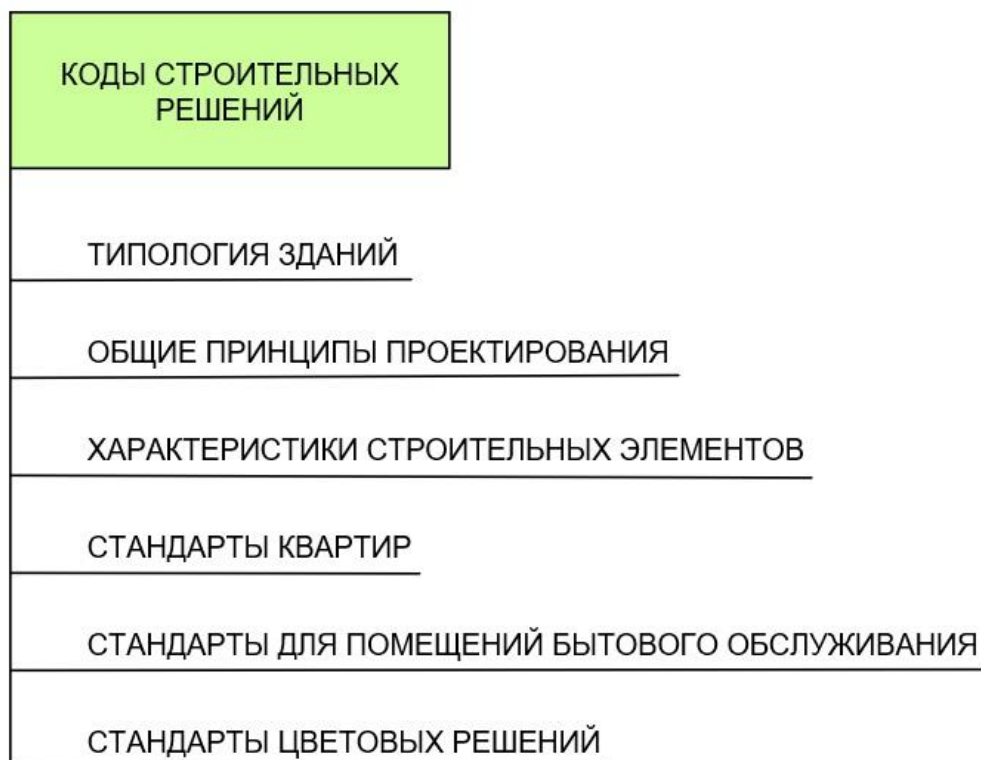 КОДЫ СТРОИТЕЛЬНЫХ
РЕШЕНИЙ
ТИПОЛОГИЯ ЗДАНИЙ
ОБЩИЕ ПРИНЦИПЫ ПРОЕКТИРОВАНИЯ
ХАРАКТЕРИСТИКИ СТРОИТЕЛЬНЫХ ЭЛЕМЕНТОВ
СТАНДАРТЫ КВАРТИР
СТАНДАРТЫ ДЛЯ ПОМЕЩЕНИЙ БЫТОВОГО ОБСЛУЖИВАНИЯ
СТАНДАРТЫ ЦВЕТОВЫХ РЕШЕНИЙ